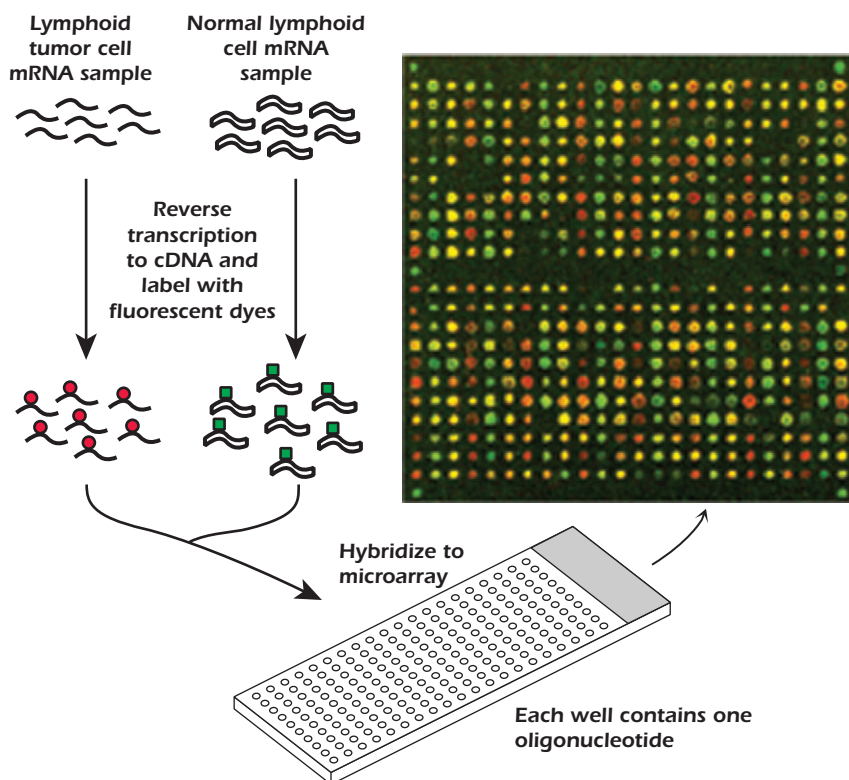 Lymphoid
tumor cell
mRNA sample
Normal lymphoid
cell mRNA
sample
Reverse
transcription
to cDNA and
label with
fluorescent dyes
Hybridize to
microarray
Each well contains one
oligonucleotide